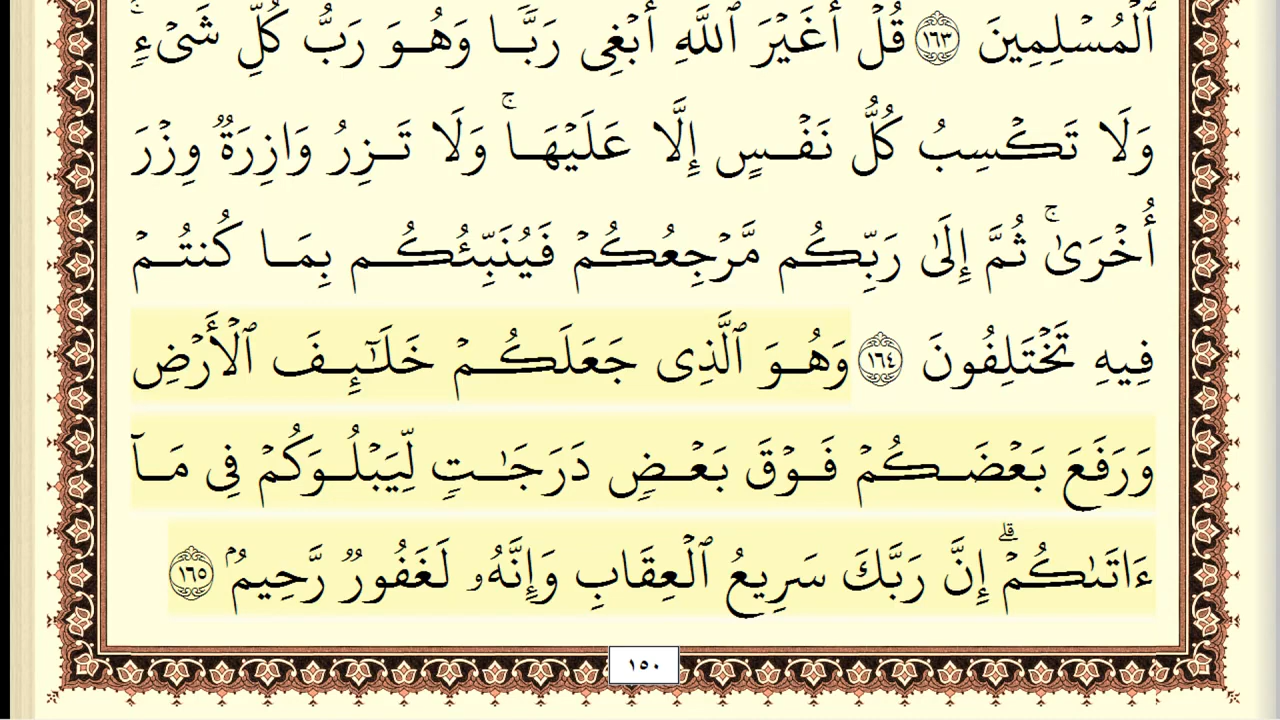 ٱلْمُسْلِمِينَ ١٦٣ قُلْ أَغَيْرَ ٱللَّهِ أَبْغِى رَبًّا وَهُوَ رَبُّ كُلِّ شَىْءٍ ۚ
وَلَا تَكْسِبُ كُلُّ نَفْسٍ إِلَّا عَلَيْهَا ۚ وَلَا تَزِرُ وَازِرَةٌ وِزْرَ
أُخْرَىٰ ۚ ثُمَّ إِلَىٰ رَبِّكُم مَّرْجِعُكُمْ فَيُنَبِّئُكُم بِمَا كُنتُمْ
فِيهِ تَخْتَلِفُونَ ١٦٤ وَهُوَ ٱلَّذِى جَعَلَكُمْ خَلَـٰٓئِفَ ٱلْأَرْضِ
وَرَفَعَ بَعْضَكُمْ فَوْقَ بَعْضٍ دَرَجَـٰتٍ لِّيَبْلُوَكُمْ فِى مَآ
ءَاتَىٰكُمْ ۗ إِنَّ رَبَّكَ سَرِيعُ ٱلْعِقَابِ وَإِنَّهُۥ لَغَفُورٌ رَّحِيمٌۢ ١٦٥
١٥٠